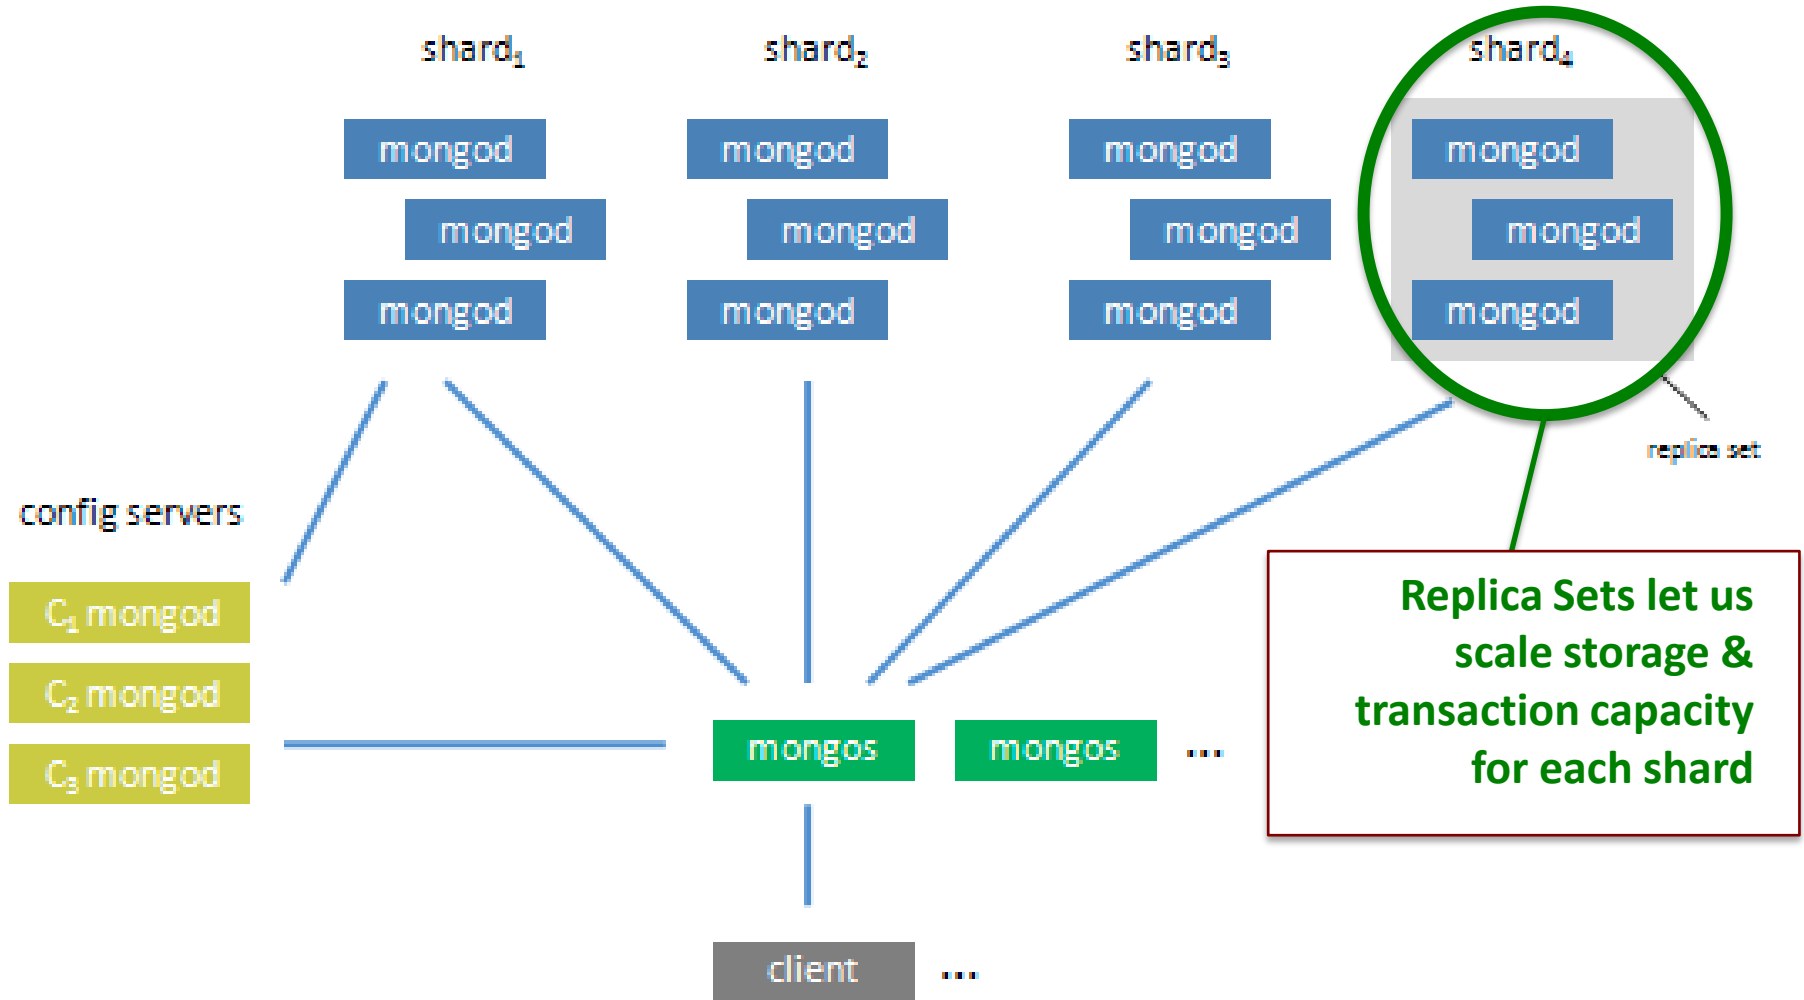 shard₁ shard₂ shard₃ shard₄
mongod mongod mongod mongod
mongod mongod mongod mongod
mongod mongod mongod mongod
replica set
config servers
C₁ mongod
C₂ mongod
C₃ mongod
mongos mongos ...
Replica Sets let us
scale storage &
transaction capacity
for each shard
client ...